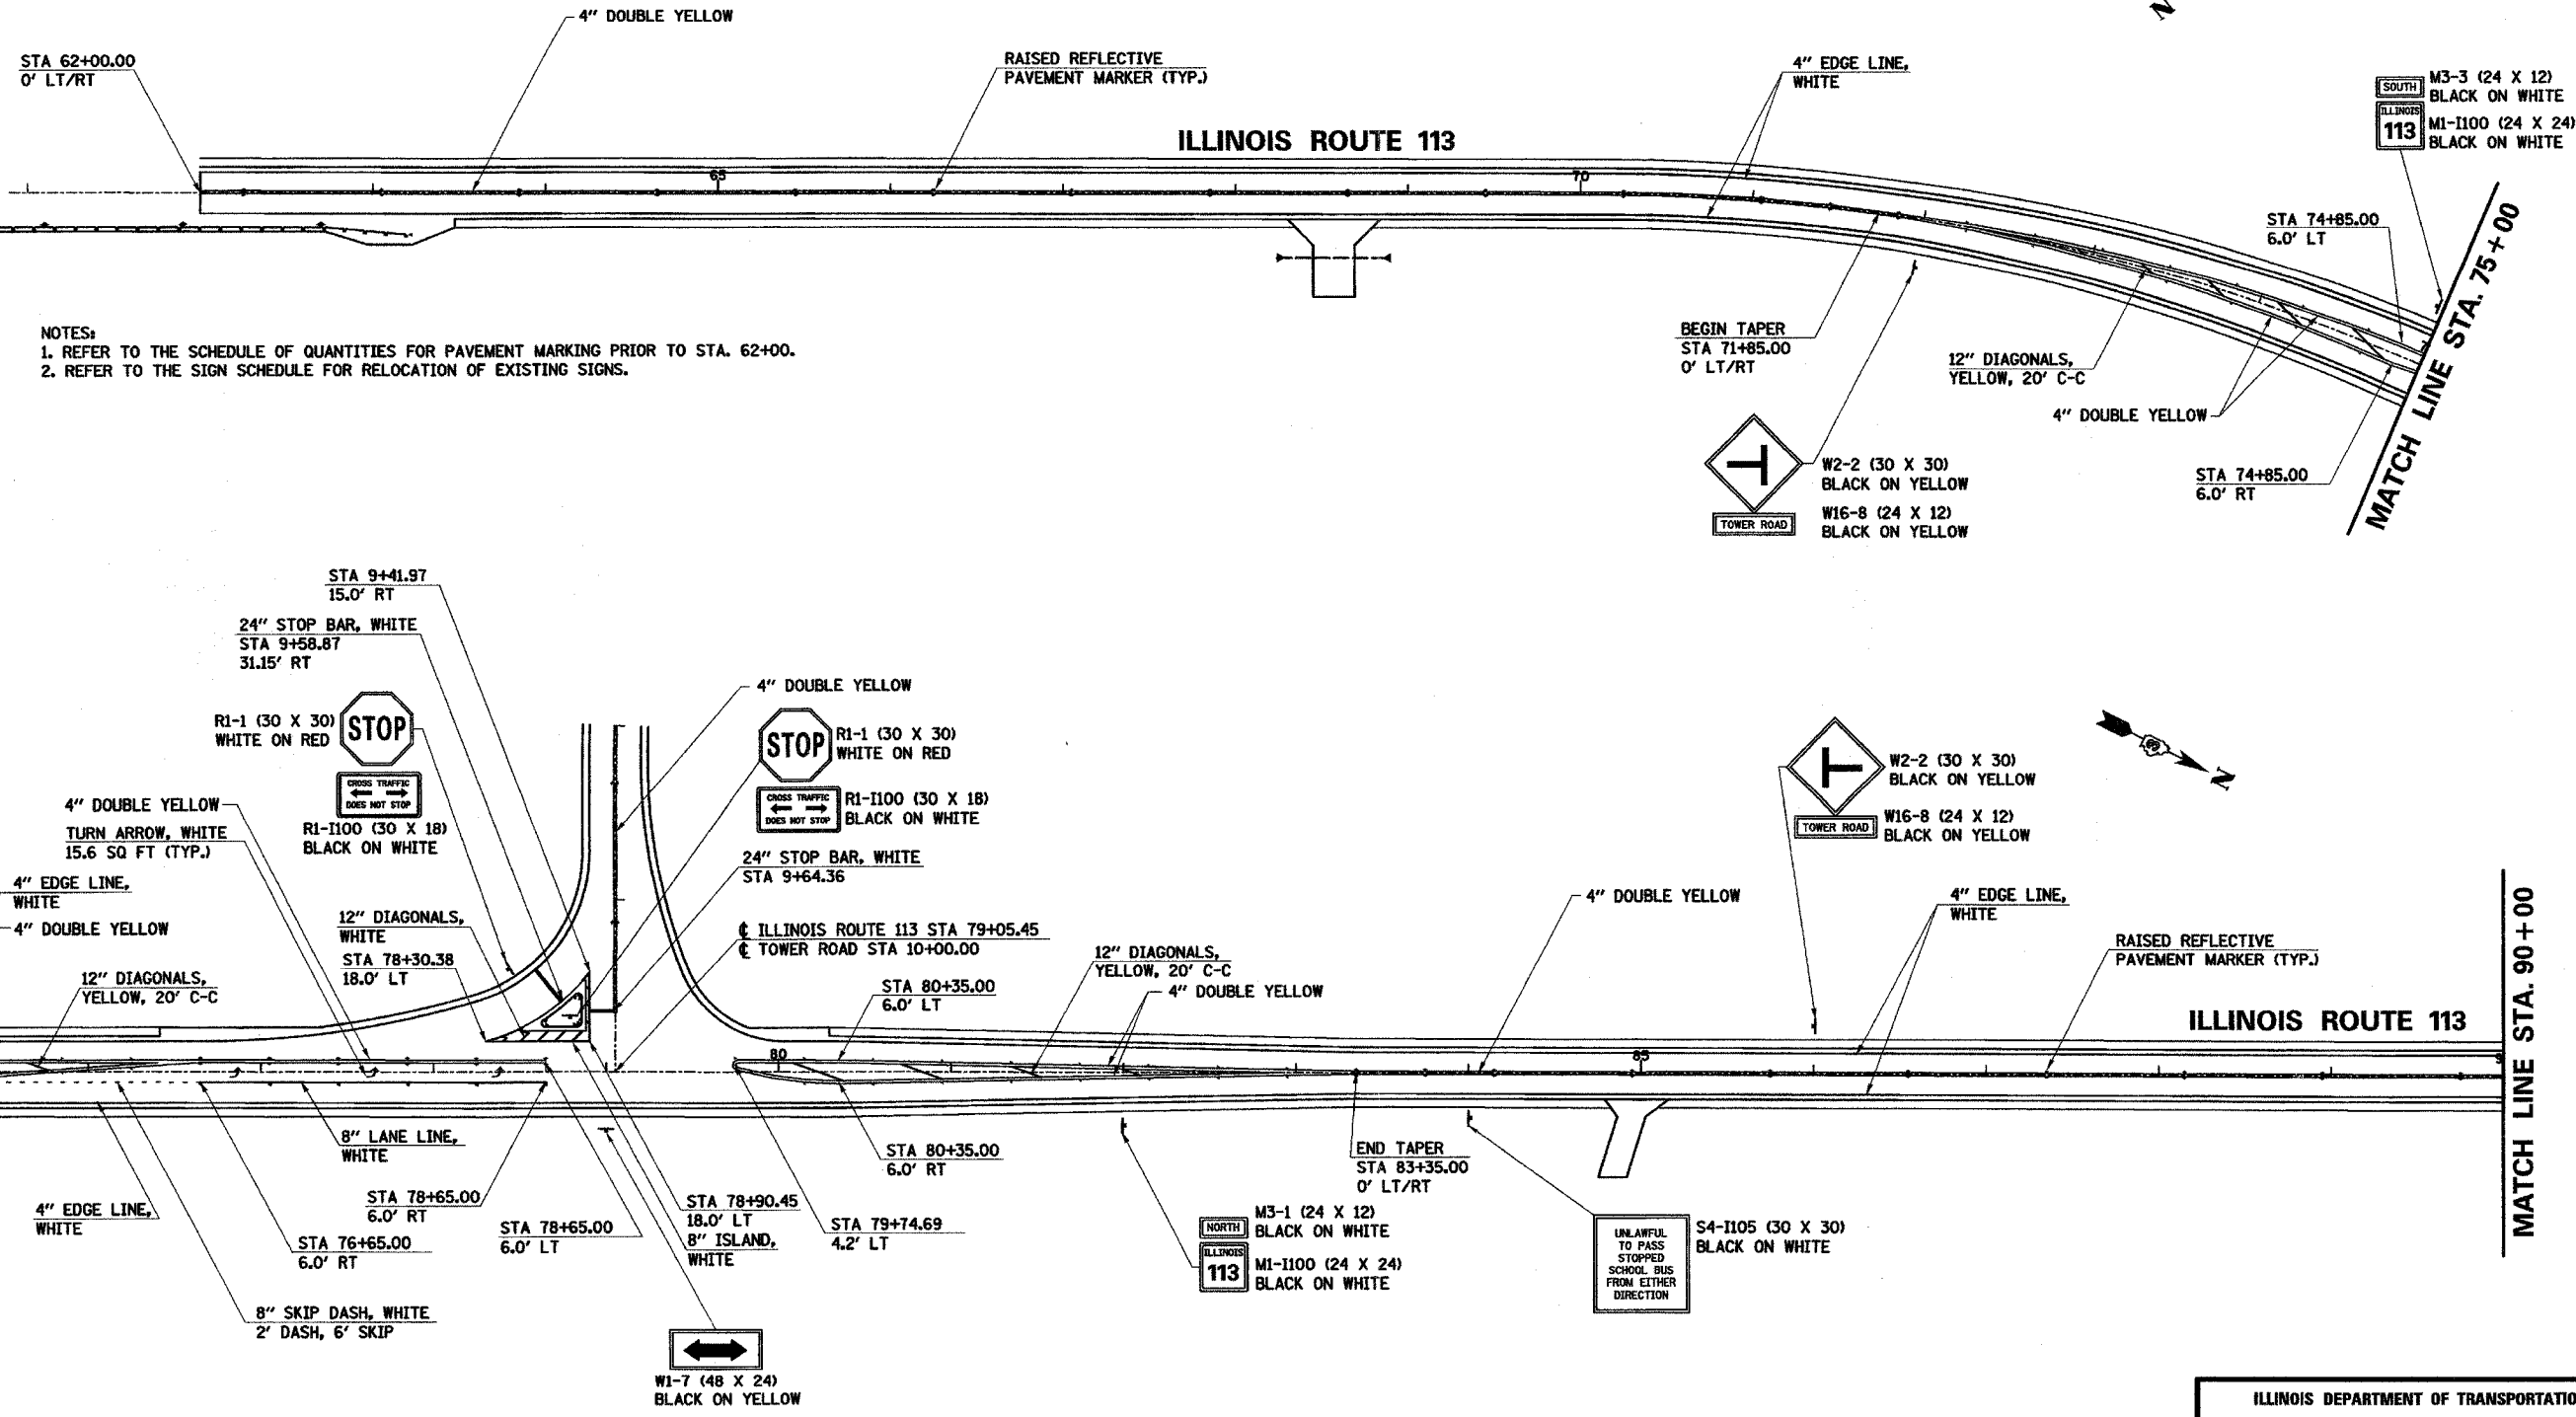 4" DOUBLE YELLOW
N
STA 62+00.00
0' LT/RT
RAISED REFLECTIVE
PAVEMENT MARKER (TYP.)
4" EDGE LINE,
WHITE
SOUTH
M3-3 (24 X 12)
BLACK ON WHITE
ILLINOIS
113
M1-I100 (24 X 24)
BLACK ON WHITE
ILLINOIS ROUTE 113
65
70
STA 74+85.00
6.0' LT
MATCH LINE STA. 75+00
NOTES:
1. REFER TO THE SCHEDULE OF QUANTITIES FOR PAVEMENT MARKING PRIOR TO STA. 62+00.
2. REFER TO THE SIGN SCHEDULE FOR RELOCATION OF EXISTING SIGNS.
BEGIN TAPER
STA 71+85.00
0' LT/RT
12" DIAGONALS,
YELLOW, 20' C-C
4" DOUBLE YELLOW
STA 74+85.00
6.0' RT
W2-2 (30 X 30)
BLACK ON YELLOW
TOWER ROAD
W16-8 (24 X 12)
BLACK ON YELLOW
STA 9+41.97
15.0' RT
24" STOP BAR, WHITE
STA 9+58.87
31.15' RT
4" DOUBLE YELLOW
R1-1 (30 X 30)
WHITE ON RED
STOP
CROSS TRAFFIC
DOES NOT STOP
R1-I100 (30 X 18)
BLACK ON WHITE
STOP
R1-1 (30 X 30)
WHITE ON RED
CROSS TRAFFIC
DOES NOT STOP
R1-I100 (30 X 18)
BLACK ON WHITE
W2-2 (30 X 30)
BLACK ON YELLOW
TOWER ROAD
W16-8 (24 X 12)
BLACK ON YELLOW
N
4" DOUBLE YELLOW
TURN ARROW, WHITE
15.6 SQ FT (TYP.)
24" STOP BAR, WHITE
STA 9+64.36
4" EDGE LINE,
WHITE
4" DOUBLE YELLOW
12" DIAGONALS,
WHITE
STA 78+30.38
18.0' LT
℄ ILLINOIS ROUTE 113 STA 79+05.45
℄ TOWER ROAD STA 10+00.00
12" DIAGONALS,
YELLOW, 20' C-C
12" DIAGONALS,
YELLOW, 20' C-C
STA 80+35.00
6.0' LT
4" DOUBLE YELLOW
4" DOUBLE YELLOW
4" EDGE LINE,
WHITE
RAISED REFLECTIVE
PAVEMENT MARKER (TYP.)
ILLINOIS ROUTE 113
MATCH LINE STA. 90+00
80
85
9
8" LANE LINE,
WHITE
STA 80+35.00
6.0' RT
END TAPER
STA 83+35.00
0' LT/RT
4" EDGE LINE,
WHITE
STA 78+65.00
6.0' RT
STA 76+65.00
6.0' RT
STA 78+65.00
6.0' LT
STA 78+90.45
18.0' LT
8" ISLAND,
WHITE
STA 79+74.69
4.2' LT
NORTH
M3-1 (24 X 12)
BLACK ON WHITE
ILLINOIS
113
M1-I100 (24 X 24)
BLACK ON WHITE
UNLAWFUL
TO PASS
STOPPED
SCHOOL BUS
FROM EITHER
DIRECTION
S4-I105 (30 X 30)
BLACK ON WHITE
8" SKIP DASH, WHITE
2' DASH, 6' SKIP
W1-7 (48 X 24)
BLACK ON YELLOW
ILLINOIS DEPARTMENT OF TRANSPORTATIO